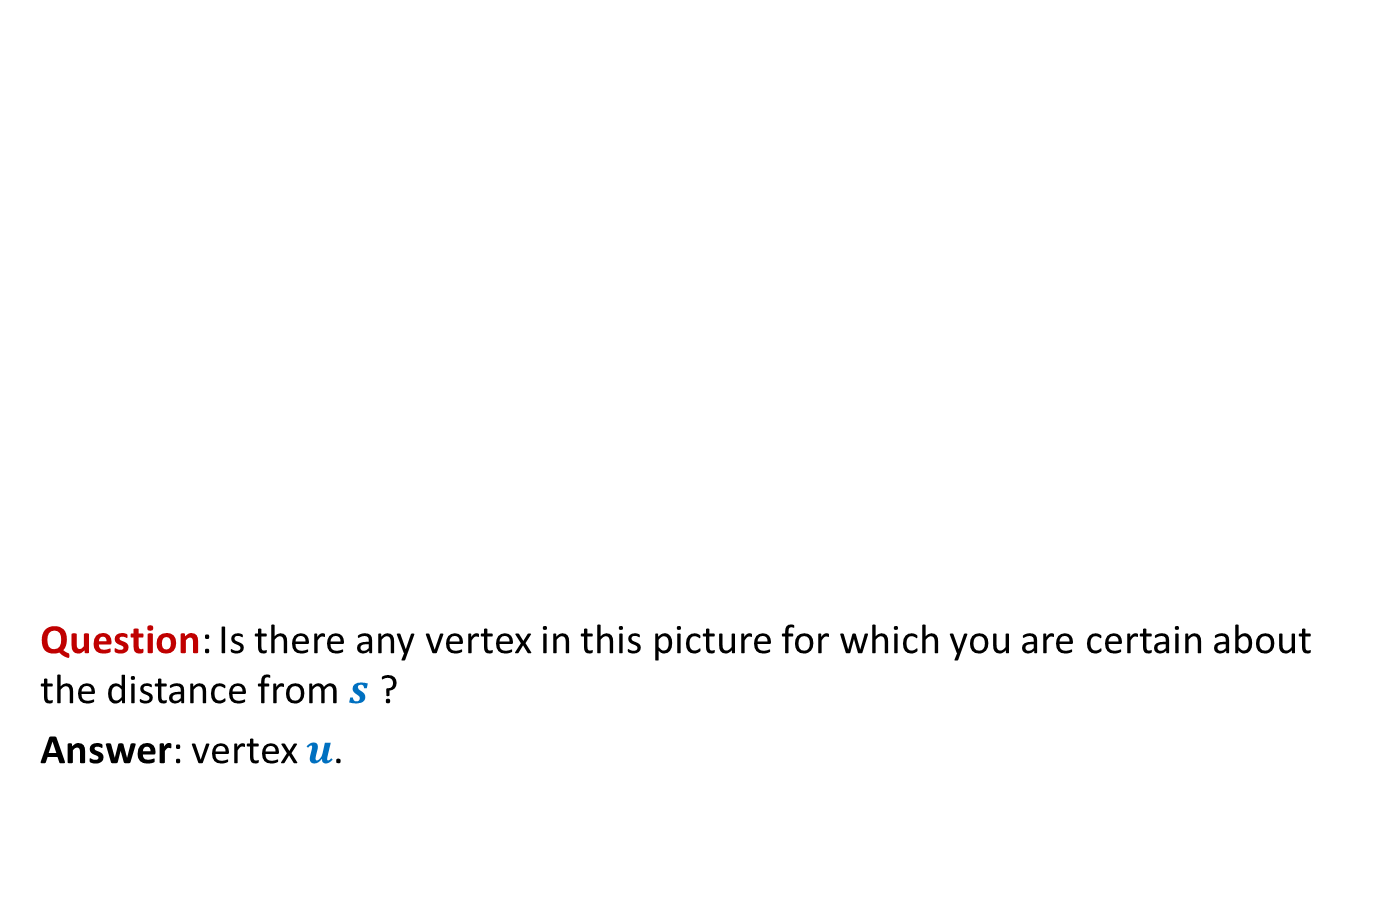 Question: Is there any vertex in this picture for which you are certain about
the distance from s ?
Answer: vertex u.